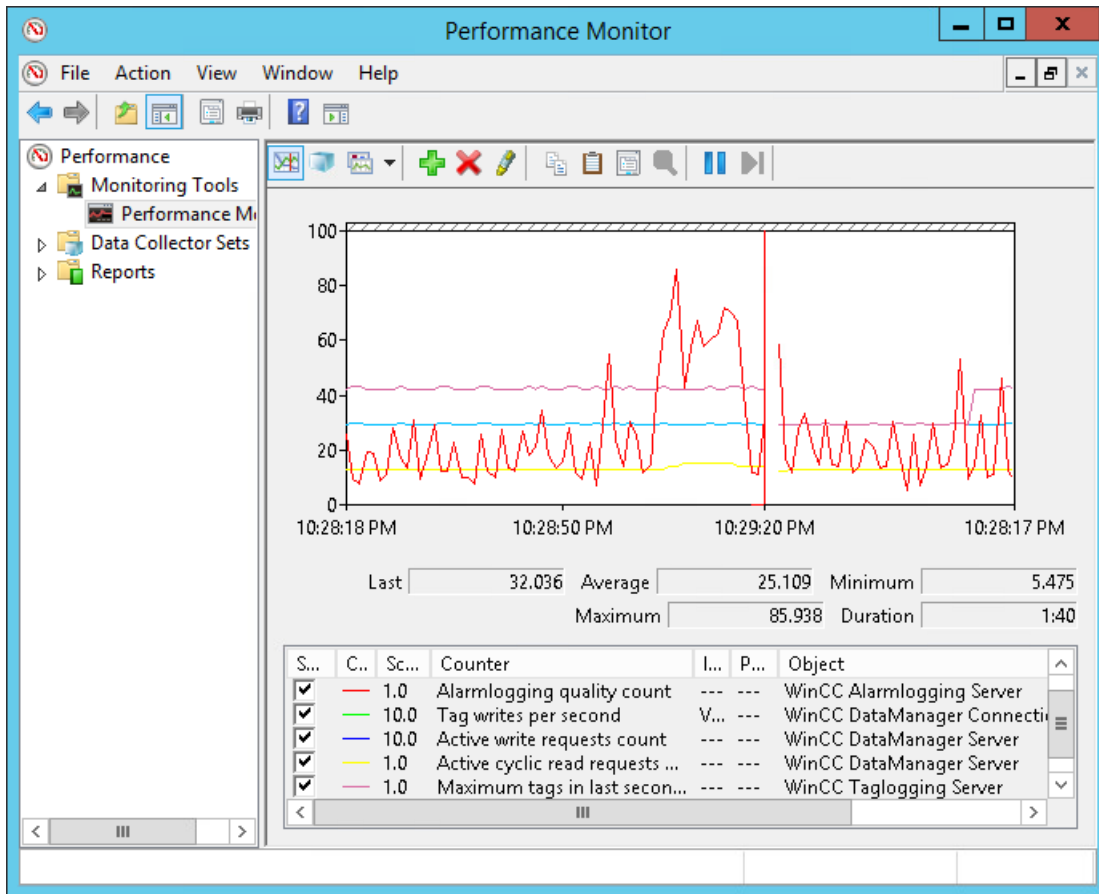 Performance Monitor
File Action View Window Help
Performance
Monitoring Tools
Performance Mo
Data Collector Sets
Reports
100
80
60
40
20
0
10:28:18 PM 10:28:50 PM 10:29:20 PM 10:28:17 PM
Last 32.036 Average 25.109 Minimum 5.475
Maximum 85.938 Duration 1:40
S... C.. Sc... Counter I... P... Object
1.0 Alarmlogging quality count --- --- WinCC Alarmlogging Server
10.0 Tag writes per second V... --- WinCC DataManager Connecti
10.0 Active write requests count --- --- WinCC DataManager Server
1.0 Active cyclic read requests ... --- --- WinCC DataManager Server
1.0 Maximum tags in last secon... --- --- WinCC Taglogging Server